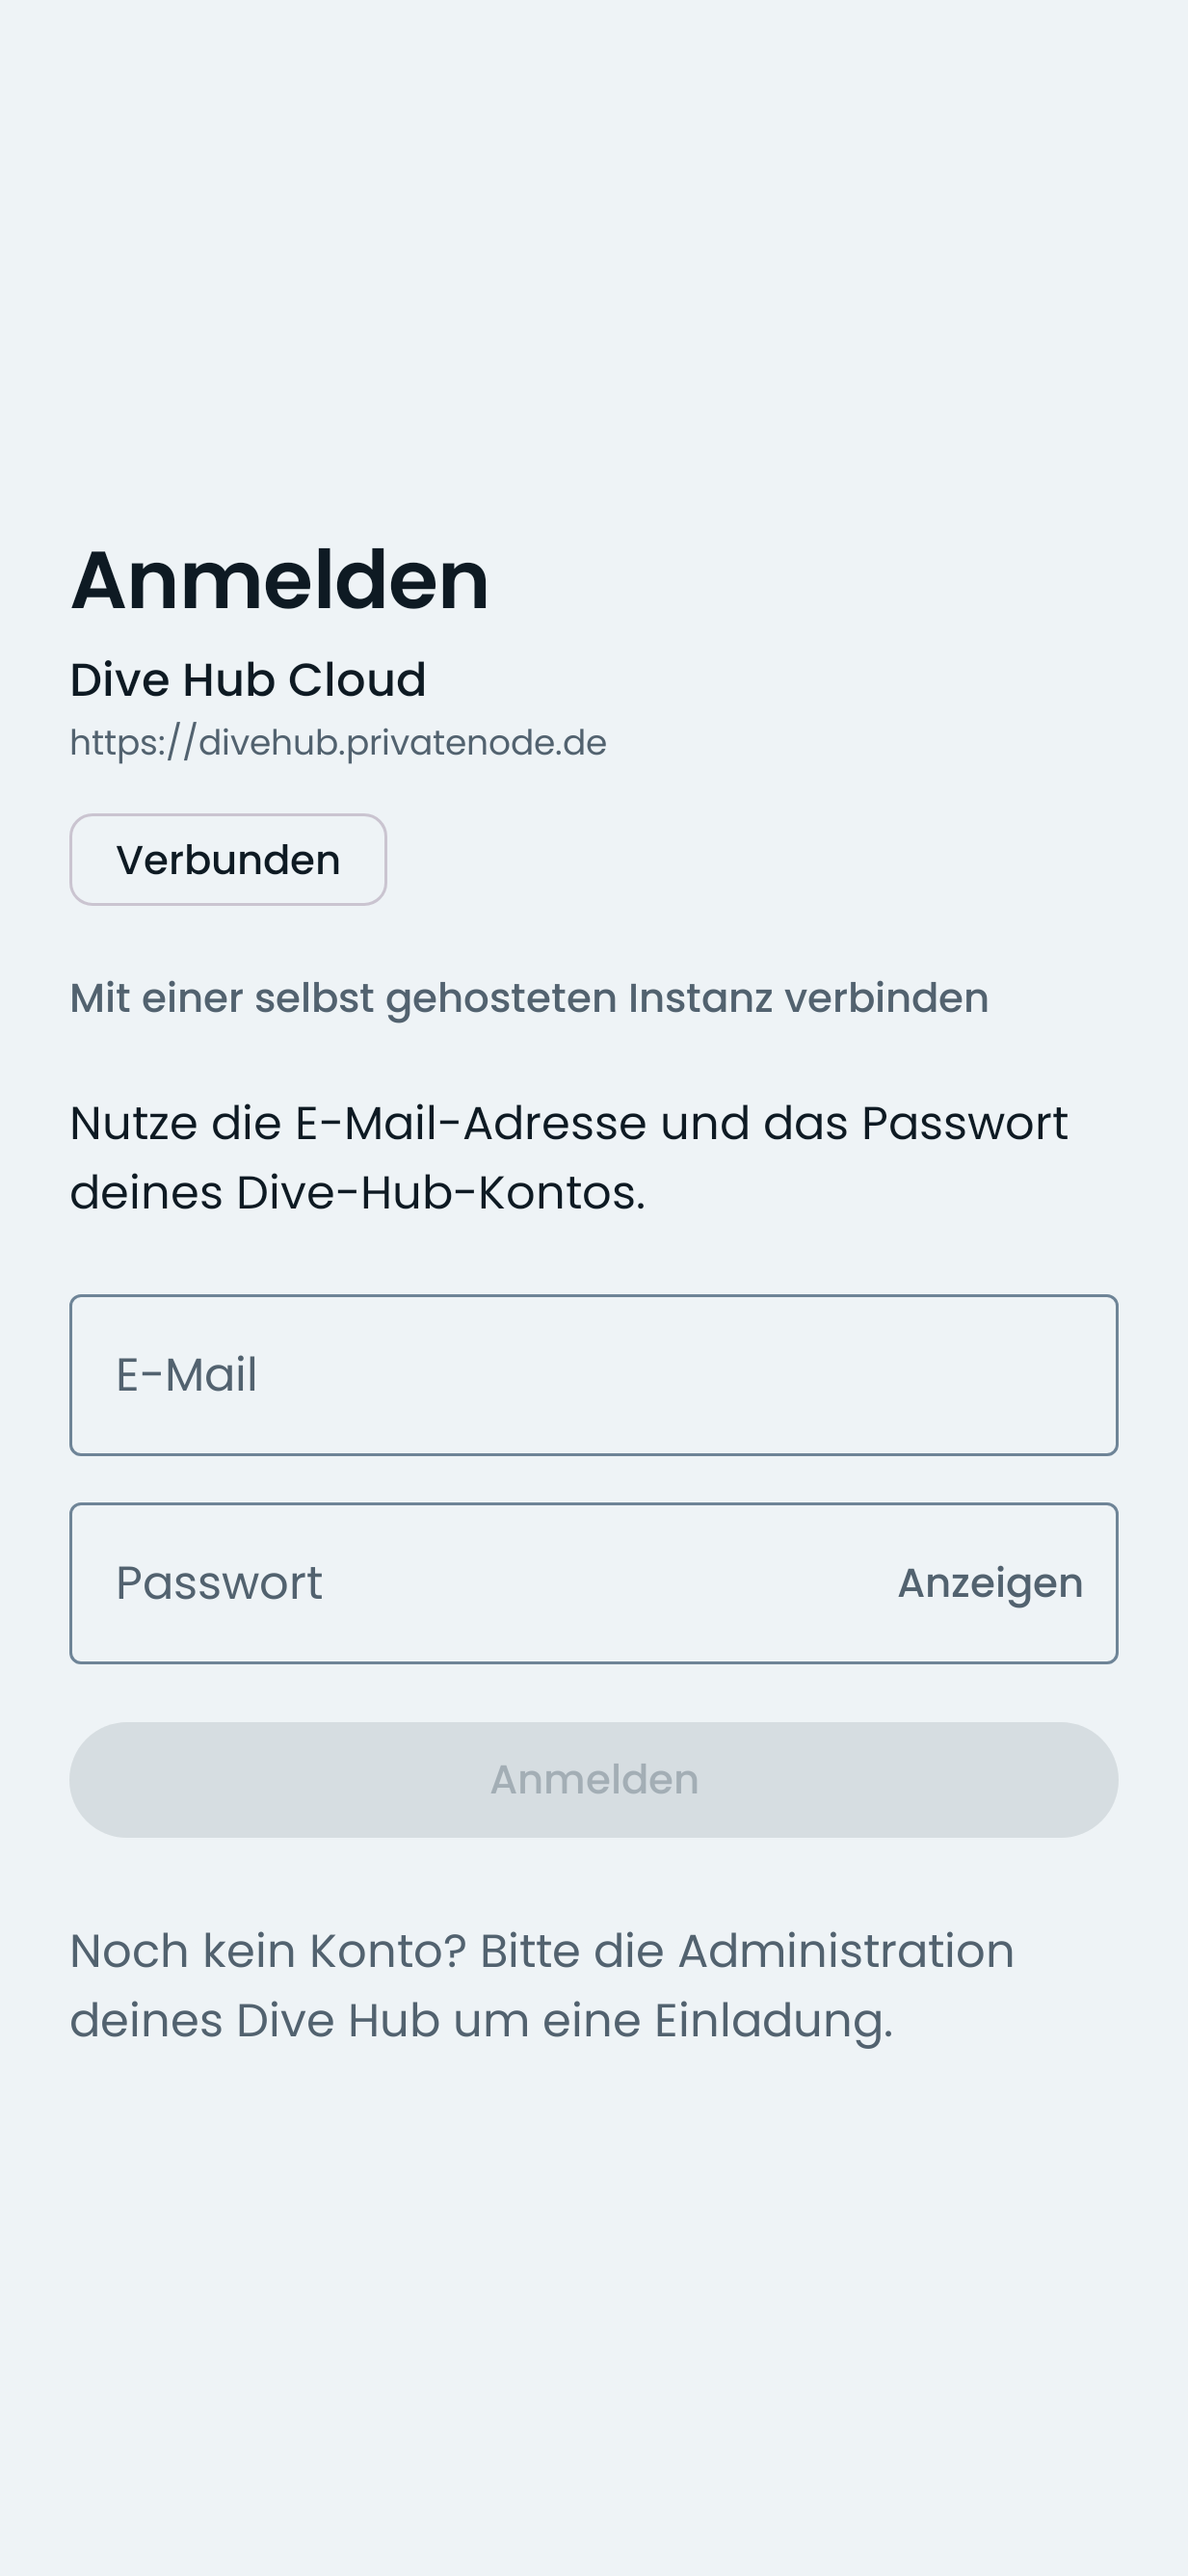 Anmelden
Dive Hub Cloud
https://divehub.privatenode.de
Verbunden
Mit einer selbst gehosteten Instanz verbinden
Nutze die E-Mail-Adresse und das Passwort
deines Dive-Hub-Kontos.
E-Mail
Passwort Anzeigen
Anmelden
Noch kein Konto? Bitte die Administration
deines Dive Hub um eine Einladung.